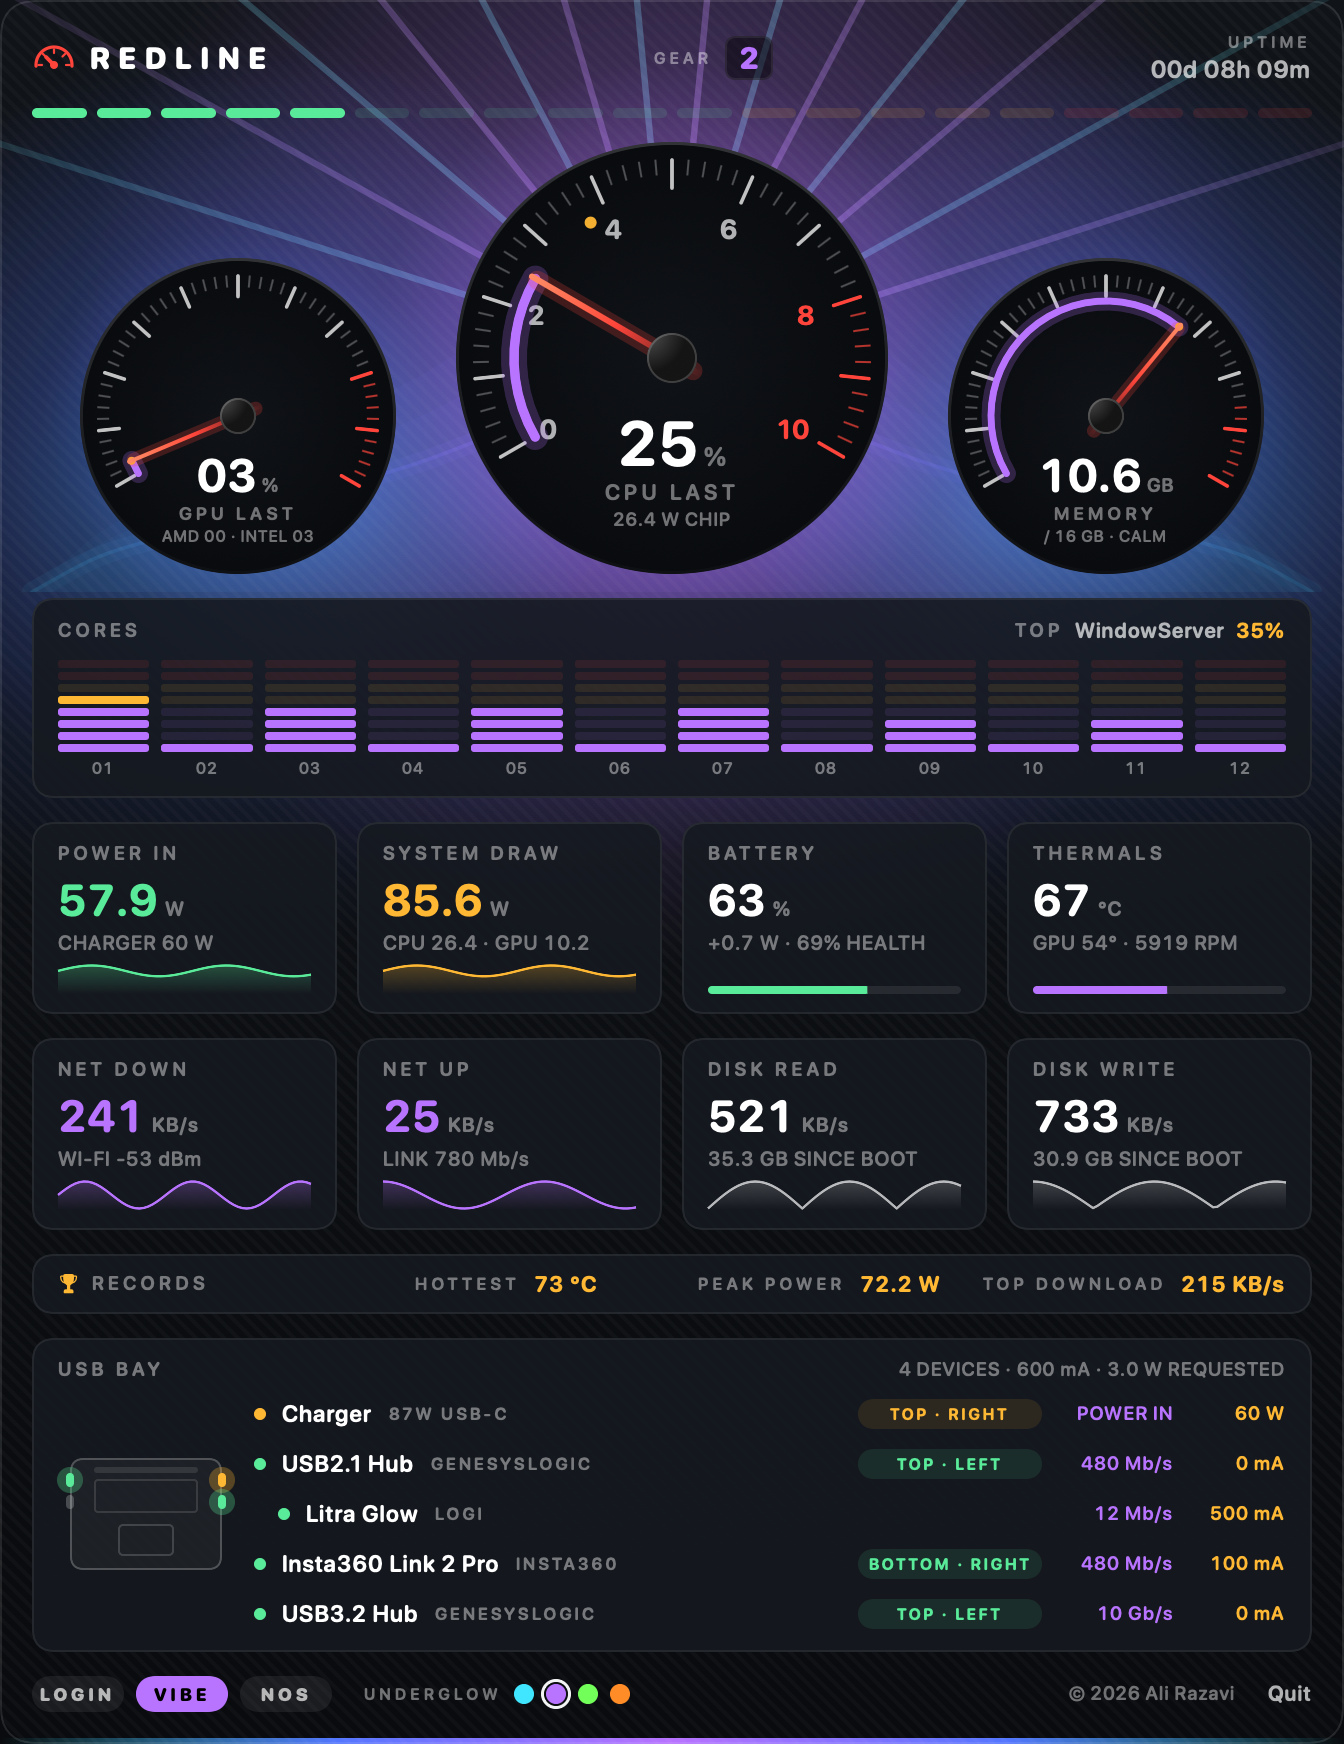 REDLINE
GEAR 2
UPTIME
00d 08h 09m
4 6
2 8
0 10
25 %
CPU LAST
26.4 W CHIP
03 %
GPU LAST
AMD 00 · INTEL 03
10.6 GB
MEMORY
/ 16 GB · CALM
CORES TOP WindowServer 35%
01 02 03 04 05 06 07 08 09 10 11 12
POWER IN
57.9 W
CHARGER 60 W
SYSTEM DRAW
85.6 W
CPU 26.4 · GPU 10.2
BATTERY
63 %
+0.7 W · 69% HEALTH
THERMALS
67 °C
GPU 54° · 5919 RPM
NET DOWN
241 KB/s
WI-FI -53 dBm
NET UP
25 KB/s
LINK 780 Mb/s
DISK READ
521 KB/s
35.3 GB SINCE BOOT
DISK WRITE
733 KB/s
30.9 GB SINCE BOOT
RECORDS HOTTEST 73 °C PEAK POWER 72.2 W TOP DOWNLOAD 215 KB/s
USB BAY 4 DEVICES · 600 mA · 3.0 W REQUESTED
Charger 87W USB-C TOP · RIGHT POWER IN 60 W
USB2.1 Hub GENESYSLOGIC TOP · LEFT 480 Mb/s 0 mA
Litra Glow LOGI 12 Mb/s 500 mA
Insta360 Link 2 Pro INSTA360 BOTTOM · RIGHT 480 Mb/s 100 mA
USB3.2 Hub GENESYSLOGIC TOP · LEFT 10 Gb/s 0 mA
LOGIN VIBE NOS UNDERGLOW © 2026 Ali Razavi Quit